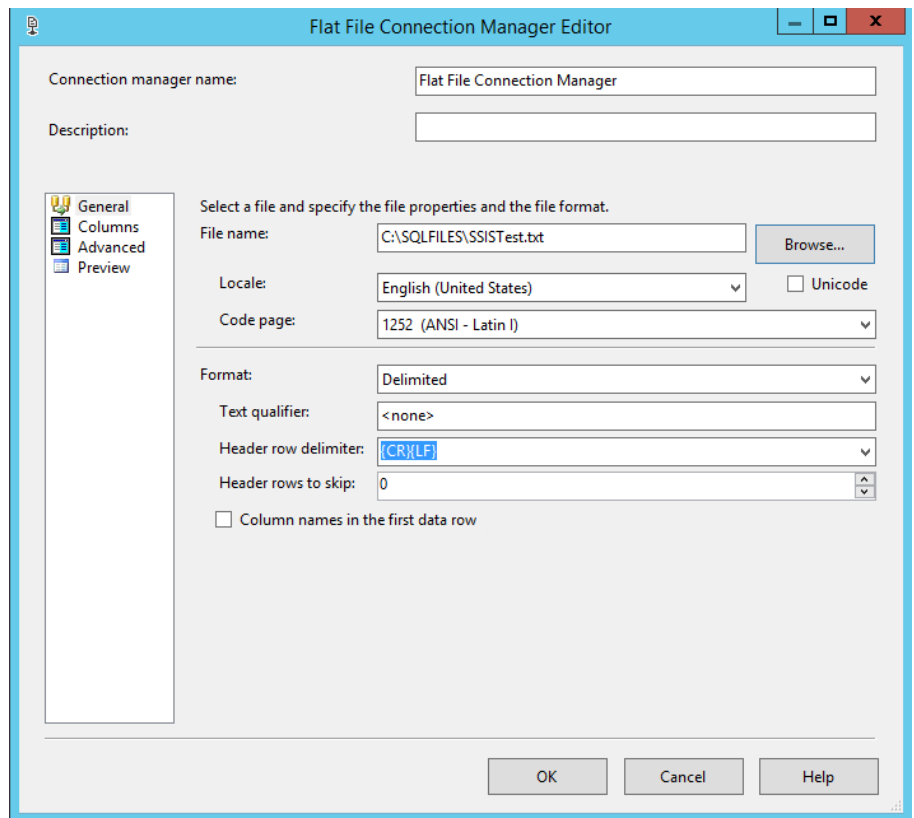 Flat File Connection Manager Editor
Connection manager name: Flat File Connection Manager
Description:
General
Columns
Advanced
Preview
Select a file and specify the file properties and the file format.
File name: C:\SQLFILES\SSISTest.txt Browse...
Locale: English (United States) Unicode
Code page: 1252 (ANSI - Latin I)
Format: Delimited
Text qualifier: <none>
Header row delimiter: {CR}{LF}
Header rows to skip: 0
Column names in the first data row
OK Cancel Help